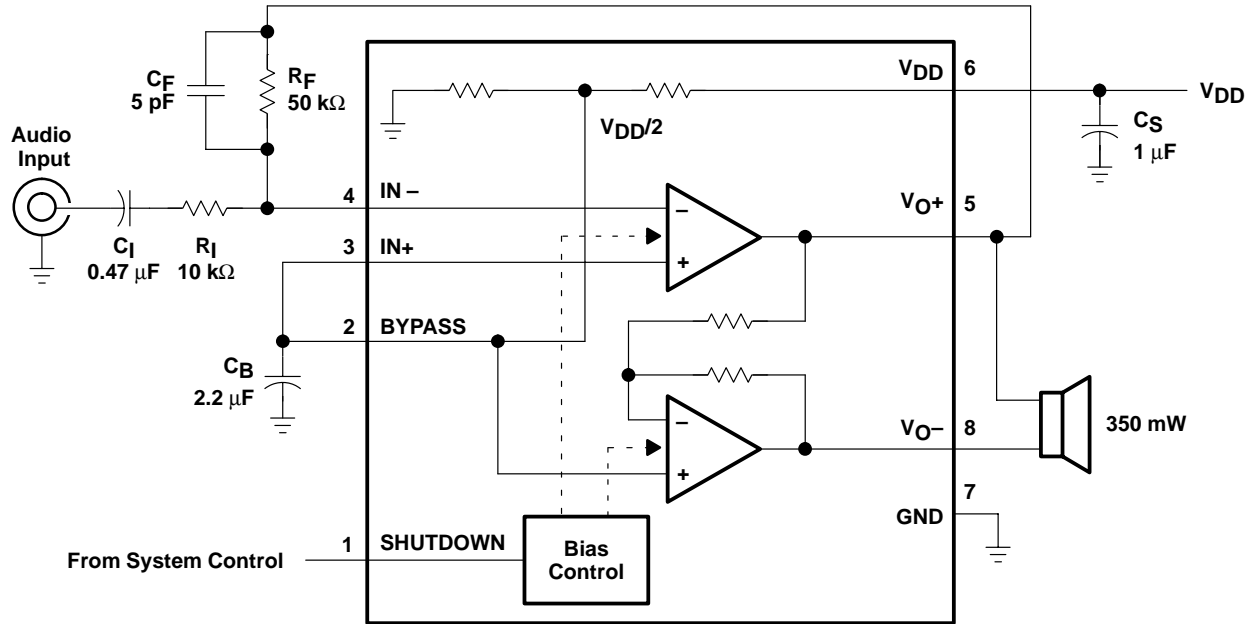 VDD 6
CF
5 pF
RF
50 kΩ
VDD
VDD/2
CS
1 μF
Audio
Input
4 IN −
VO+ 5
−
+
CI
0.47 μF
RI
10 kΩ
3 IN+
2 BYPASS
CB
2.2 μF
VO− 8
350 mW
−
+
7
GND
From System Control
1 SHUTDOWN
Bias
Control